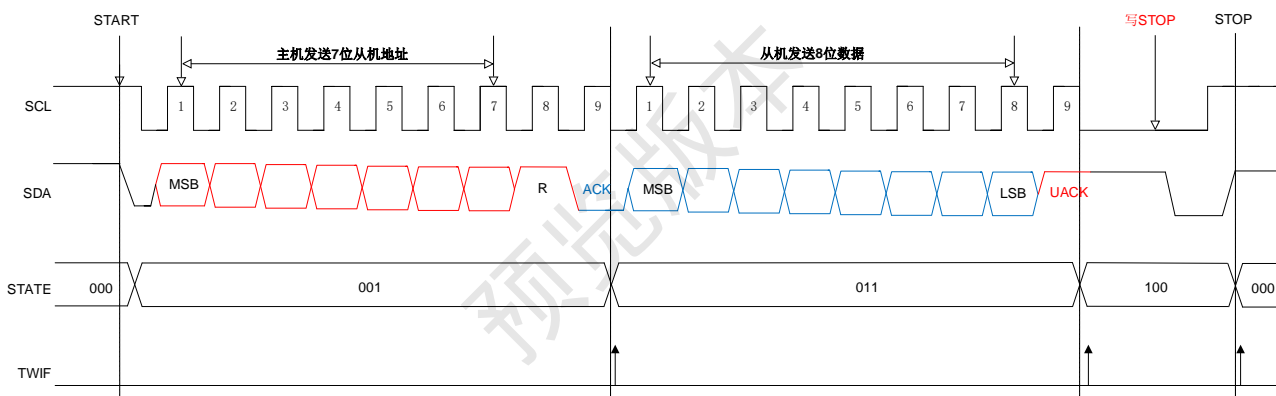 START
写STOP
STOP
主机发送7位从机地址
从机发送8位数据
SCL
1 2 3 4 5 6 7 8 9 1 2 3 4 5 6 7 8 9
SDA
MSB R ACK MSB LSB UACK
STATE
000 001 011 100 000
TWIF
预览版本